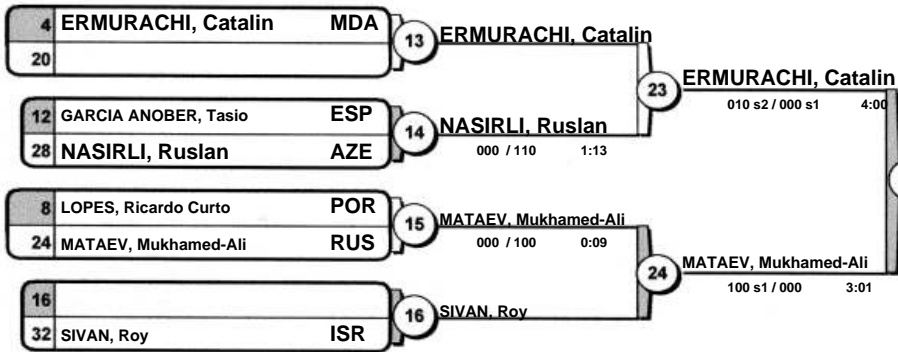 4 ERMURACHI, Catalin MDA
20
13 ERMURACHI, Catalin
12 GARCIA ANOBER, Tasio ESP
28 NASIRLI, Ruslan AZE
14 NASIRLI, Ruslan
000 / 110 1:13
23 ERMURACHI, Catalin
010 s2 / 000 s1 4:00
8 LOPES, Ricardo Curto POR
24 MATAEV, Mukhamed-Ali RUS
15 MATAEV, Mukhamed-Ali
000 / 100 0:09
16
32 SIVAN, Roy ISR
16 SIVAN, Roy
24 MATAEV, Mukhamed-Ali
100 s1 / 000 3:01